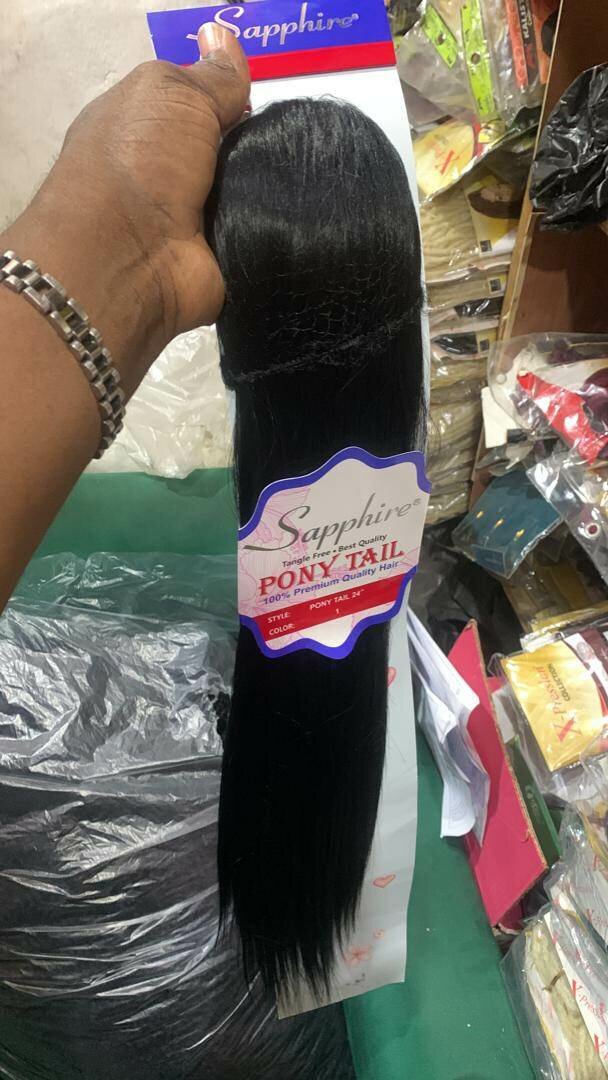 Sapphire
Sapphire®
Tangle Free • Best Quality
PONY TAIL
100% Premium Quality Hair
STYLE: PONY TAIL 24"
COLOR: 1
X-Pression
COLLECTION